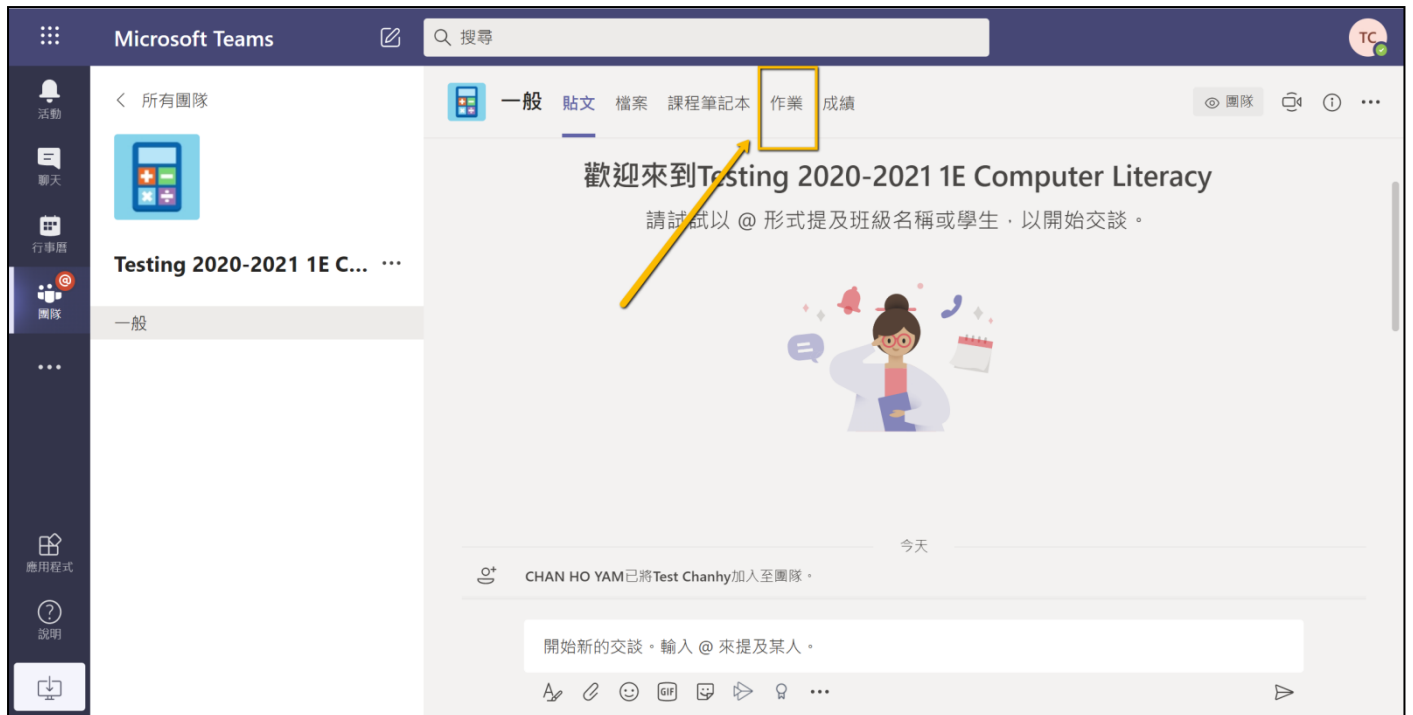 Microsoft Teams
搜尋
TC
活動
聊天
行事曆
@
團隊
應用程式
說明
所有團隊
Testing 2020-2021 1E C... ...
一般
一般 貼文 檔案 課程筆記本 作業 成績
團隊
歡迎來到Testing 2020-2021 1E Computer Literacy
請試試以 @ 形式提及班級名稱或學生，以開始交談。
今天
CHAN HO YAM已將Test Chanhy加入至團隊。
開始新的交談。輸入 @ 來提及某人。
GIF